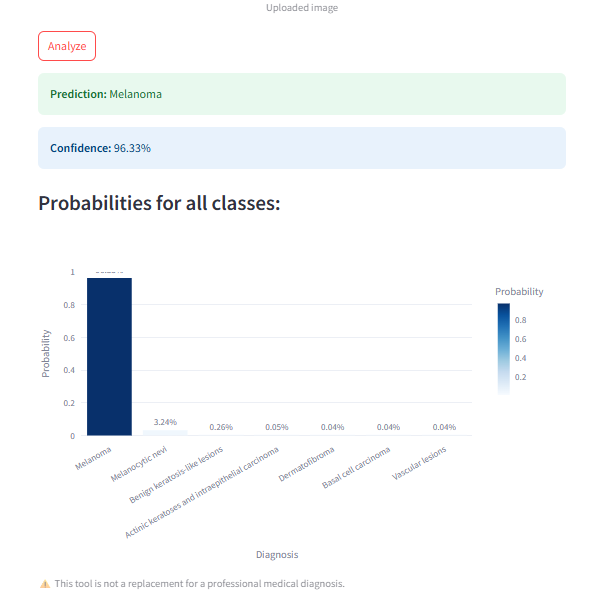 Uploaded image
Analyze
Prediction: Melanoma
Confidence: 96.33%
Probabilities for all classes:
Probability
1
0.8
0.6
0.4
0.2
0
3.24%
0.26%
0.05%
0.04%
0.04%
0.04%
Melanoma
Melanocytic nevi
Benign keratosis-like lesions
Actinic keratoses and intraepithelial carcinoma
Dermatofibroma
Basal cell carcinoma
Vascular lesions
Diagnosis
Probability
0.8
0.6
0.4
0.2
⚠️ This tool is not a replacement for a professional medical diagnosis.